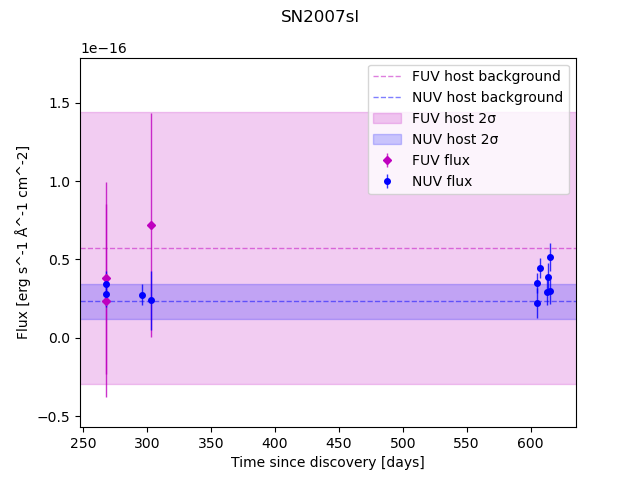 SN2007sl
1e−16
FUV host background
NUV host background
FUV host 2σ
NUV host 2σ
FUV flux
NUV flux
1.5
1.0
0.5
0.0
−0.5
Flux [erg s^-1 Å^-1 cm^-2]
250 300 350 400 450 500 550 600
Time since discovery [days]